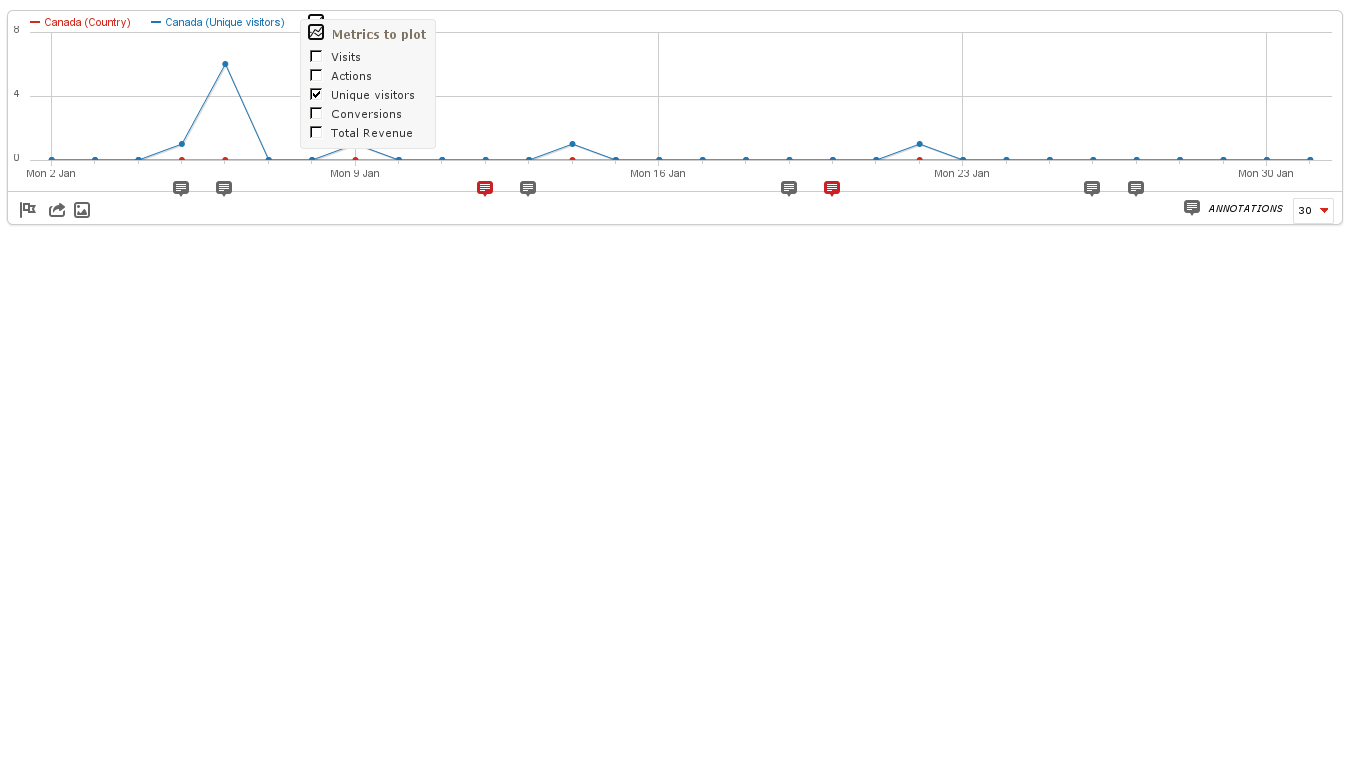 Canada (Country) Canada (Unique visitors)
8
Metrics to plot
Visits
Actions
4
Unique visitors
Conversions
Total Revenue
0
Mon 2 Jan Mon 9 Jan Mon 16 Jan Mon 23 Jan Mon 30 Jan
ANNOTATIONS 30